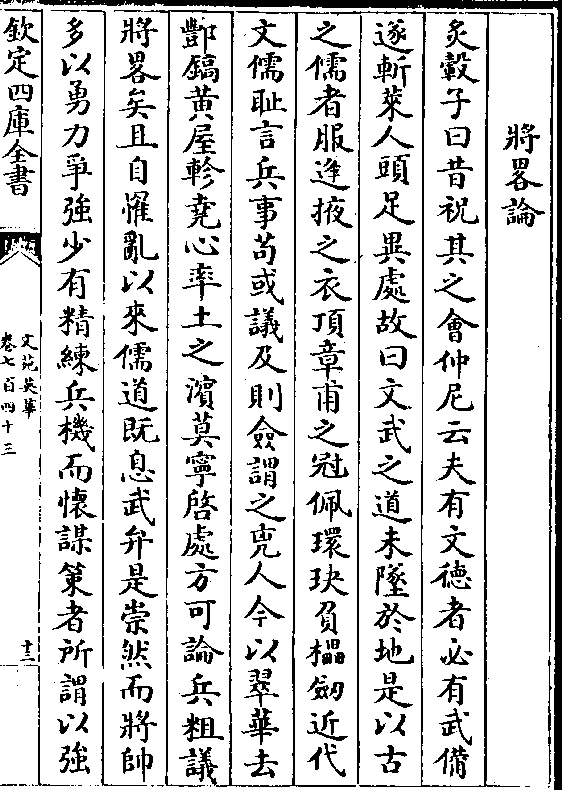 將畧論
炙轂子曰昔祝其之會仲尼云夫有文德者必有武備
遂斬萊人頭足異處故曰文武之道未墜於地是以古
之儒者服逢掖之衣頂章甫之冠佩環玦負櫑劒近代
文儒耻言兵事苟或議及則僉謂之兇人今以翠華去
酆鎬黄屋軫堯心率土之濱莫寧啓處方可論兵粗議
將畧矣且自懼亂以來儒道既息武弁是崇然而將帥
多以勇力爭強少有精練兵機而懷謀策者所謂以強
欽定四庫全書
文苑英華
卷七百四十三
十二